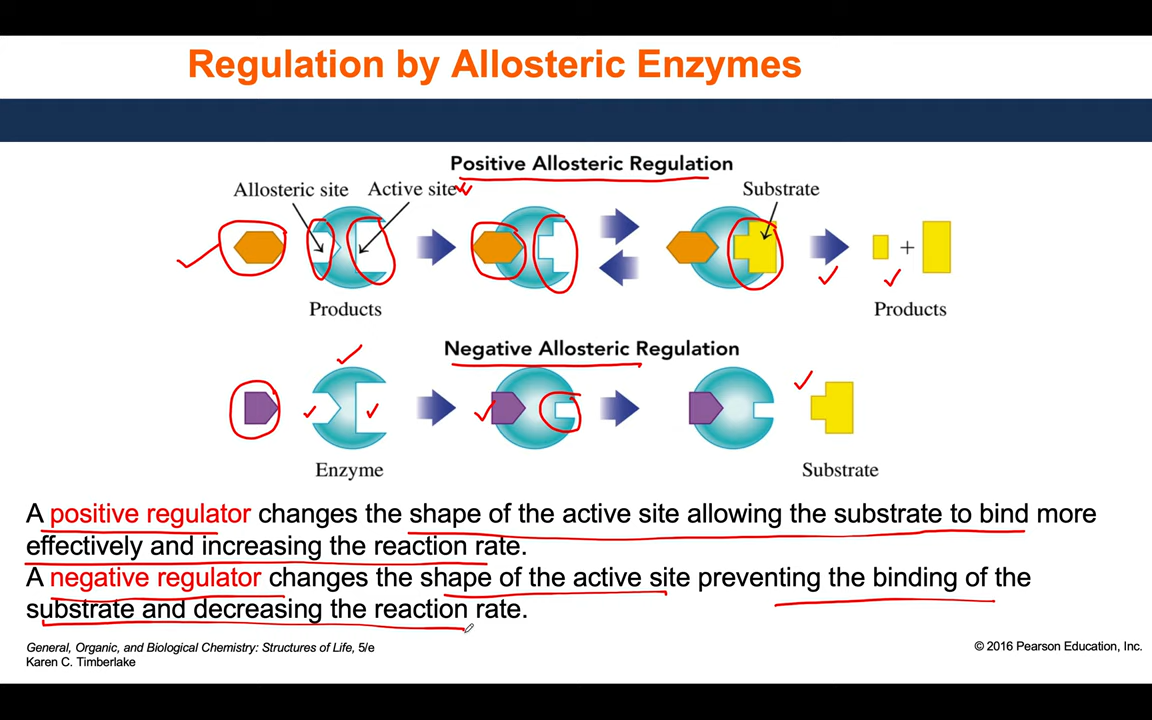 Regulation by Allosteric Enzymes
Positive Allosteric Regulation
Allosteric site Active site Substrate
+
Products Products
Negative Allosteric Regulation
Enzyme Substrate
A positive regulator changes the shape of the active site allowing the substrate to bind more
effectively and increasing the reaction rate.
A negative regulator changes the shape of the active site preventing the binding of the
substrate and decreasing the reaction rate.
General, Organic, and Biological Chemistry: Structures of Life, 5/e
Karen C. Timberlake
© 2016 Pearson Education, Inc.